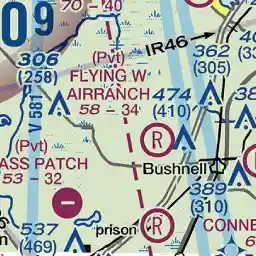 09
70 - 40
IR46
306
(258)
(Pvt)
FLYING W
AIRRANCH
58 - 34
362
(305)
474
(410)
V 581
R
(Pvt)
ASS PATCH
53 - 32
Bushnell
389
(310)
537
(469)
prison
R
CONNE